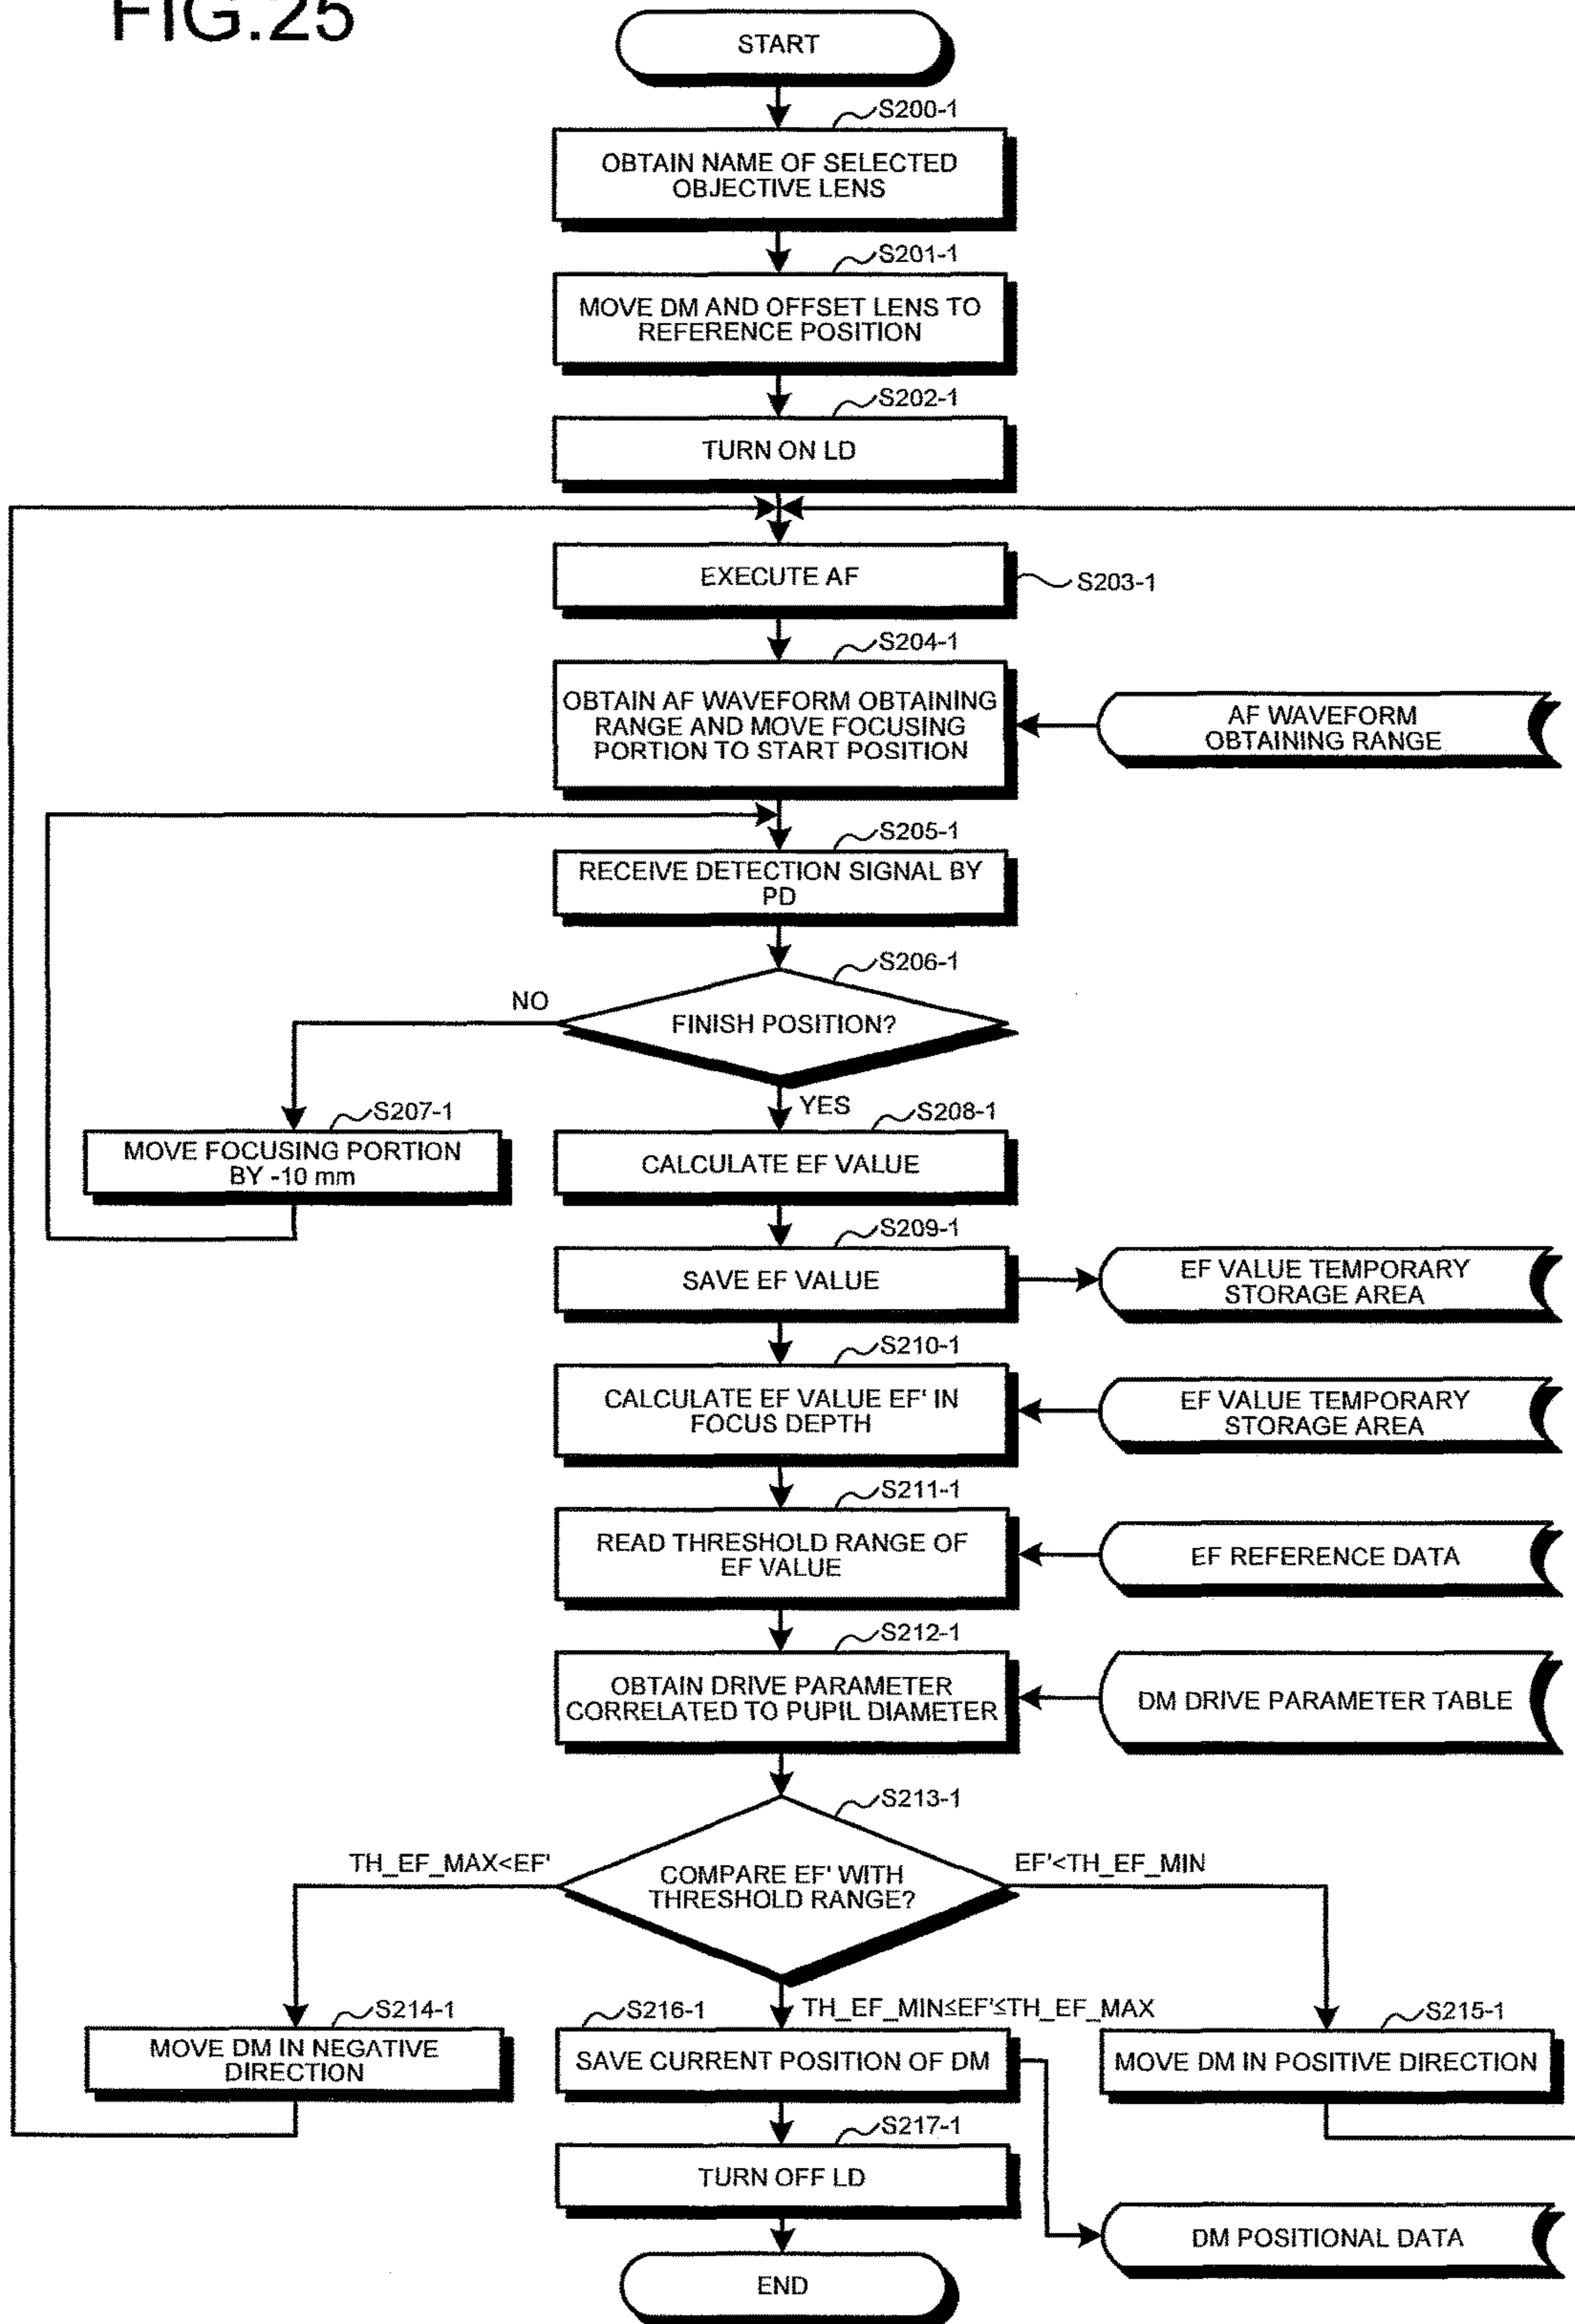 FIG.25
START
S200-1
OBTAIN NAME OF SELECTED
OBJECTIVE LENS
S201-1
MOVE DM AND OFFSET LENS TO
REFERENCE POSITION
S202-1
TURN ON LD
EXECUTE AF
S203-1
S204-1
OBTAIN AF WAVEFORM OBTAINING
RANGE AND MOVE FOCUSING
PORTION TO START POSITION
AF WAVEFORM
OBTAINING RANGE
S205-1
RECEIVE DETECTION SIGNAL BY
PD
S206-1
NO
FINISH POSITION?
YES
S207-1
MOVE FOCUSING PORTION
BY -10 mm
S208-1
CALCULATE EF VALUE
S209-1
SAVE EF VALUE
EF VALUE TEMPORARY
STORAGE AREA
S210-1
CALCULATE EF VALUE EF' IN
FOCUS DEPTH
EF VALUE TEMPORARY
STORAGE AREA
S211-1
READ THRESHOLD RANGE OF
EF VALUE
EF REFERENCE DATA
S212-1
OBTAIN DRIVE PARAMETER
CORRELATED TO PUPIL DIAMETER
DM DRIVE PARAMETER TABLE
S213-1
TH_EF_MAX<EF'
COMPARE EF' WITH
THRESHOLD RANGE?
EF'<TH_EF_MIN
TH_EF_MIN≤EF'≤TH_EF_MAX
S214-1
MOVE DM IN NEGATIVE
DIRECTION
S216-1
SAVE CURRENT POSITION OF DM
S215-1
MOVE DM IN POSITIVE DIRECTION
S217-1
TURN OFF LD
DM POSITIONAL DATA
END